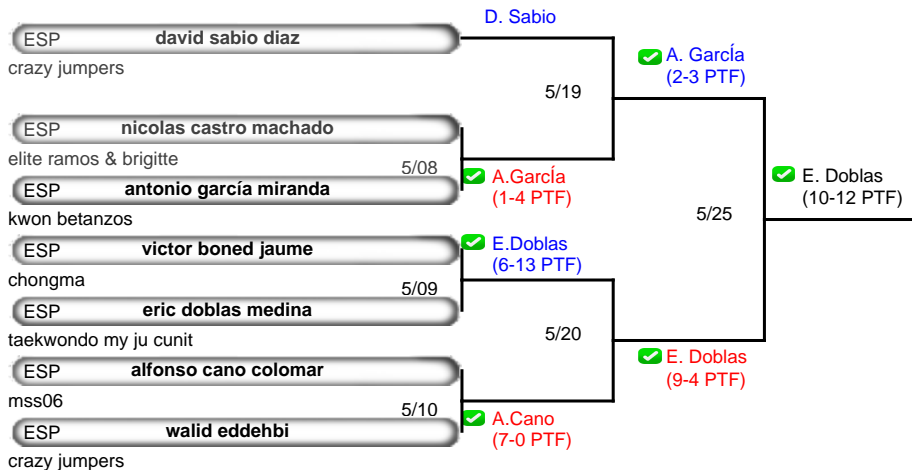 D. Sabio
ESP david sabio diaz
crazy jumpers
A. García
(2-3 PTF)
5/19
ESP nicolas castro machado
elite ramos & brigitte
5/08
ESP antonio garcía miranda
kwon betanzos
A.García
(1-4 PTF)
E. Doblas
(10-12 PTF)
5/25
ESP victor boned jaume
chongma
E.Doblas
(6-13 PTF)
5/09
ESP eric doblas medina
taekwondo my ju cunit
5/20
ESP alfonso cano colomar
mss06
E. Doblas
(9-4 PTF)
5/10
ESP walid eddehbi
crazy jumpers
A.Cano
(7-0 PTF)